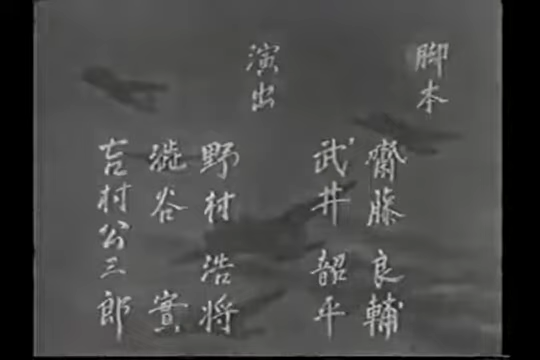 脚本
齋藤良輔
武井韶平
演出
野村浩将
澁谷實
吉村公三郎